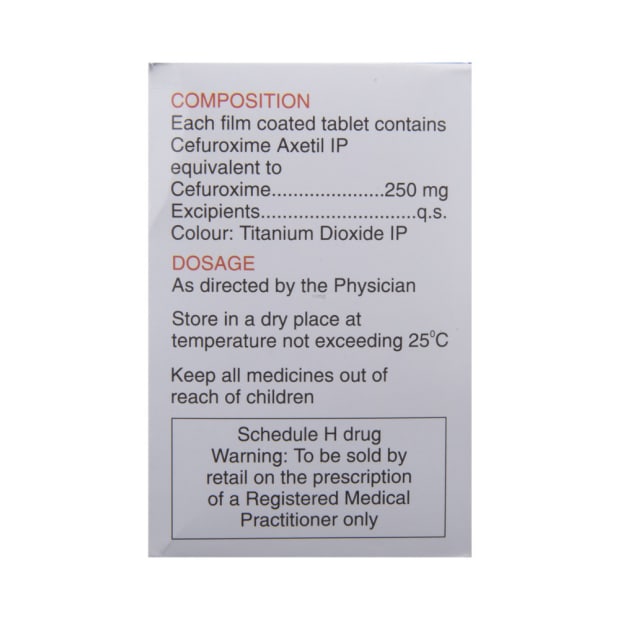 COMPOSITION
Each film coated tablet contains
Cefuroxime Axetil IP
equivalent to
Cefuroxime.....................250 mg
Excipients.............................q.s.
Colour: Titanium Dioxide IP
DOSAGE
As directed by the Physician
Store in a dry place at
temperature not exceeding 25°C
Keep all medicines out of
reach of children
Schedule H drug
Warning: To be sold by
retail on the prescription
of a Registered Medical
Practitioner only